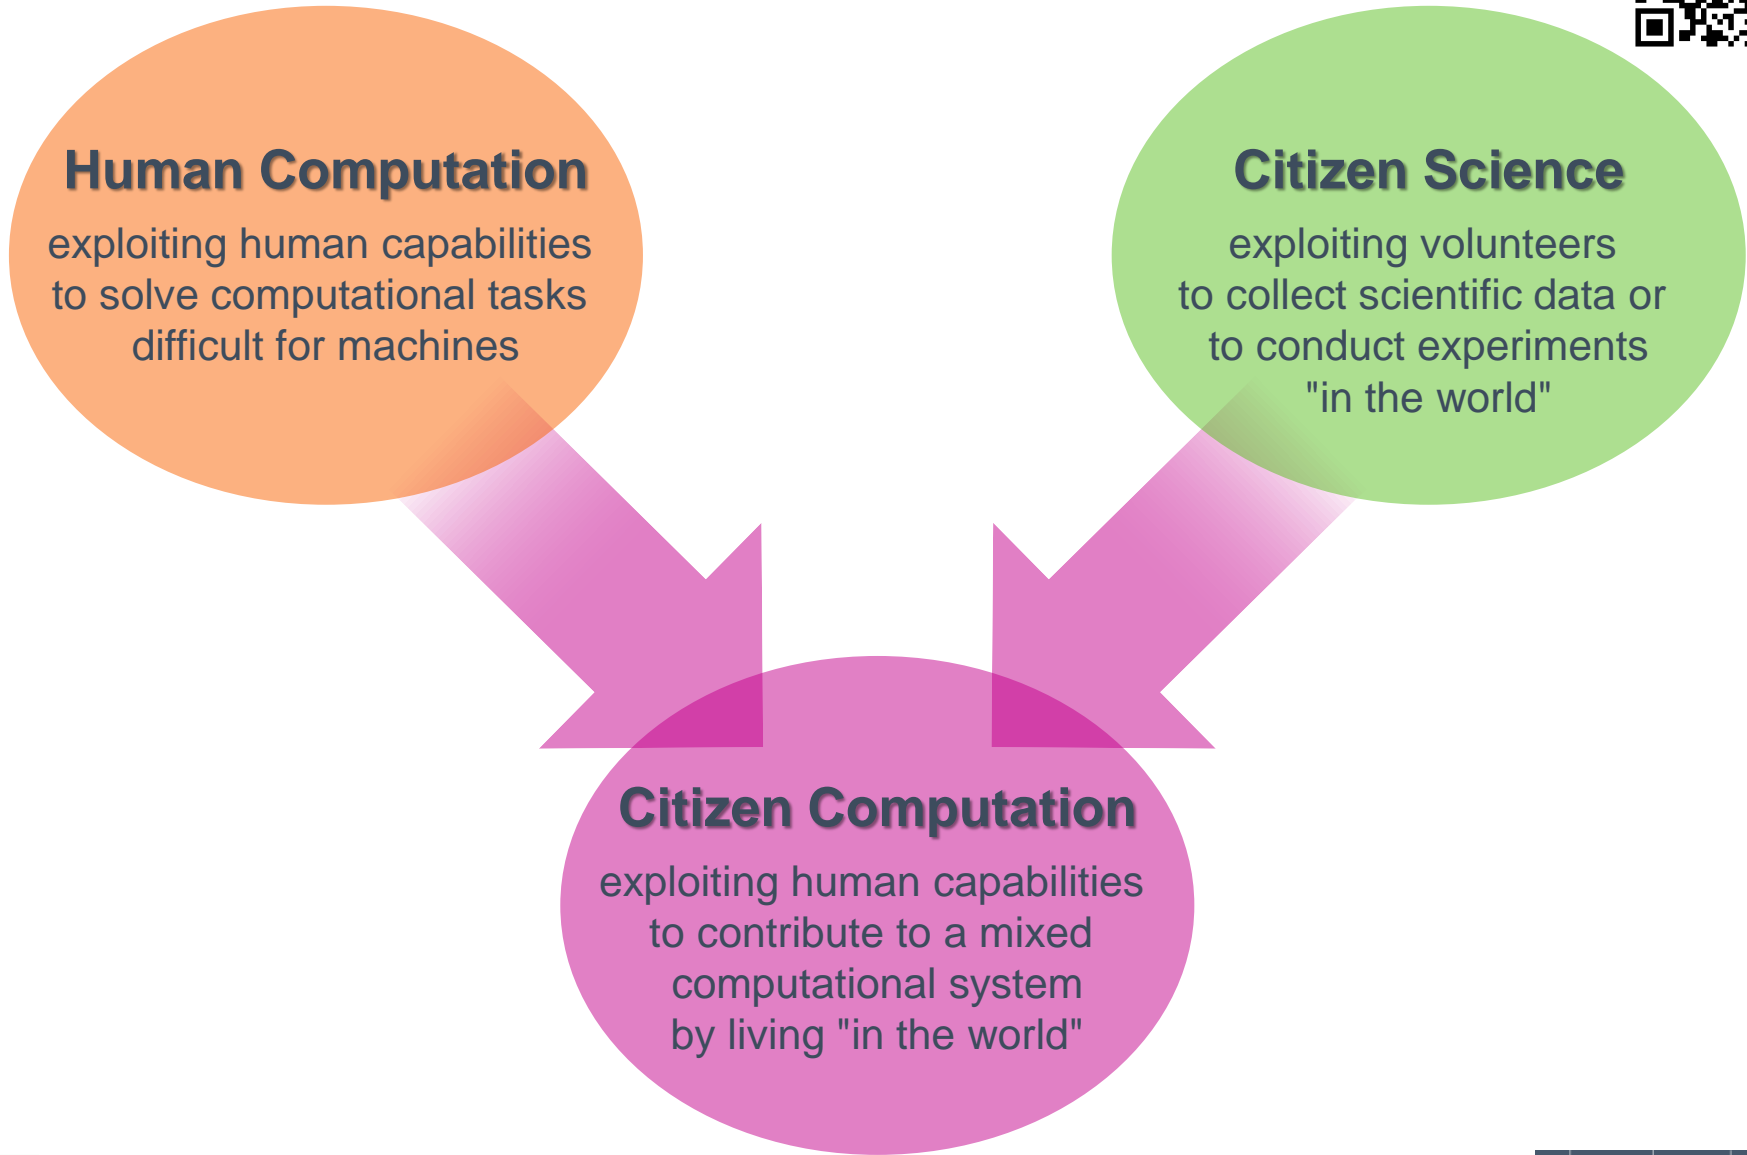 Human Computation
exploiting human capabilities
to solve computational tasks
difficult for machines
Citizen Science
exploiting volunteers
to collect scientific data or
to conduct experiments
"in the world"
Citizen Computation
exploiting human capabilities
to contribute to a mixed
computational system
by living "in the world"